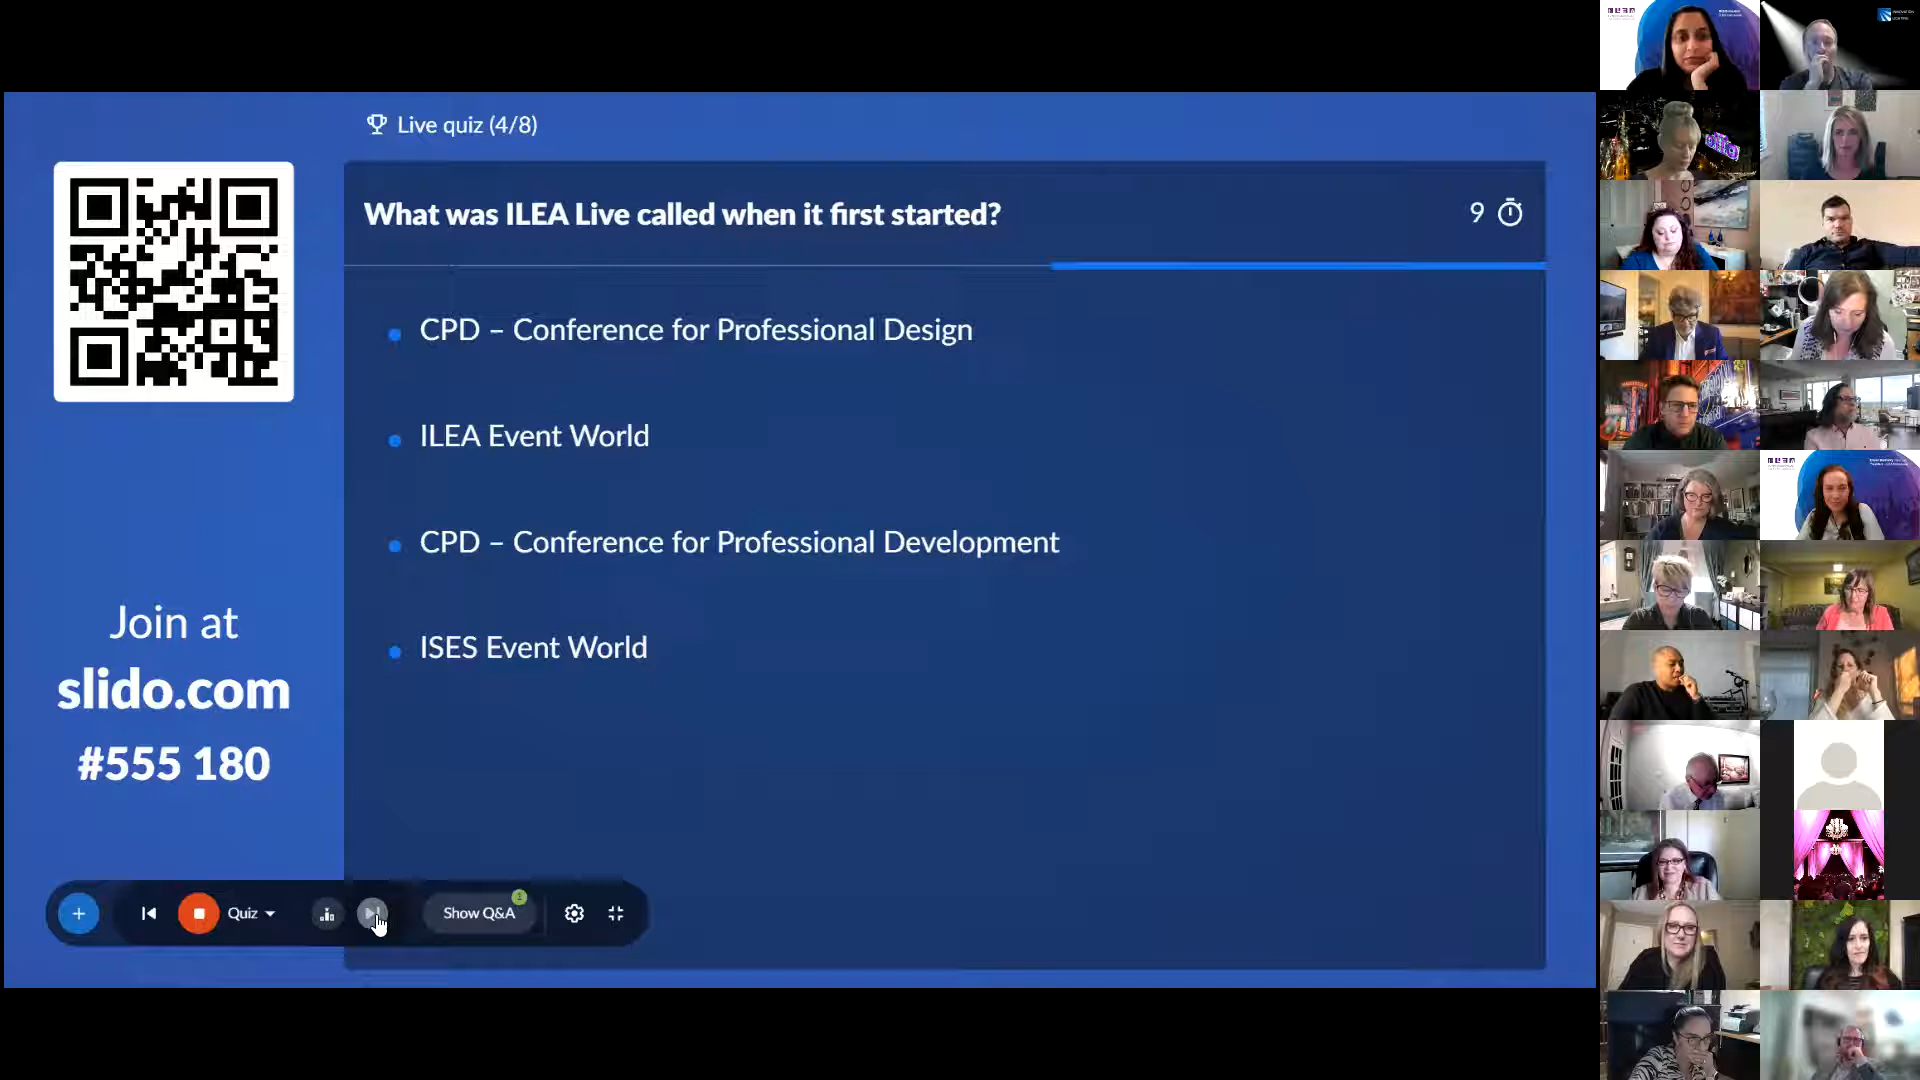 Live quiz (4/8)
What was ILEA Live called when it first started?
9
CPD – Conference for Professional Design
ILEA Event World
CPD – Conference for Professional Development
ISES Event World
Join at
slido.com
#555 180
Quiz
Show Q&A